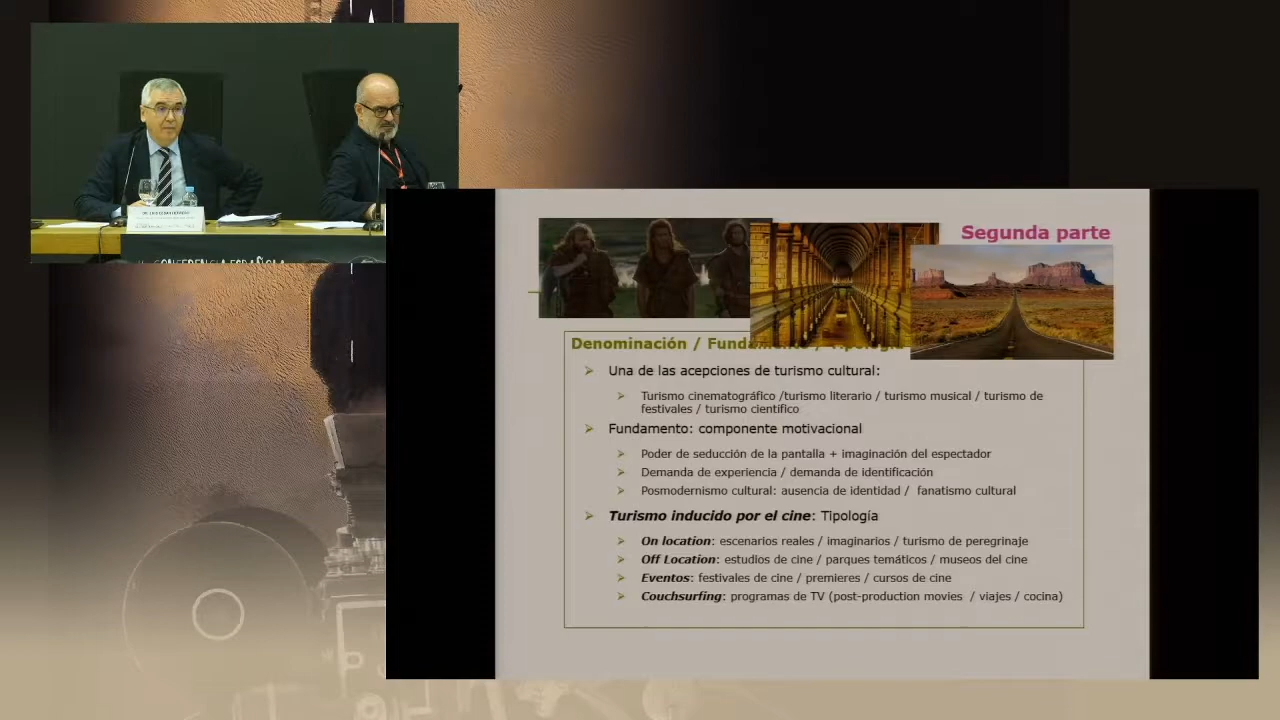 CONFERENCIA ESPAÑOLA
Segunda parte
Denominación / Fundamento / Tipología
Una de las acepciones de turismo cultural:
Turismo cinematográfico /turismo literario / turismo musical / turismo de
festivales / turismo científico
Fundamento: componente motivacional
Poder de seducción de la pantalla + imaginación del espectador
Demanda de experiencia / demanda de identificación
Posmodernismo cultural: ausencia de identidad / fanatismo cultural
Turismo inducido por el cine: Tipología
On location: escenarios reales / imaginarios / turismo de peregrinaje
Off Location: estudios de cine / parques temáticos / museos del cine
Eventos: festivales de cine / premieres / cursos de cine
Couchsurfing: programas de TV (post-production movies / viajes / cocina)